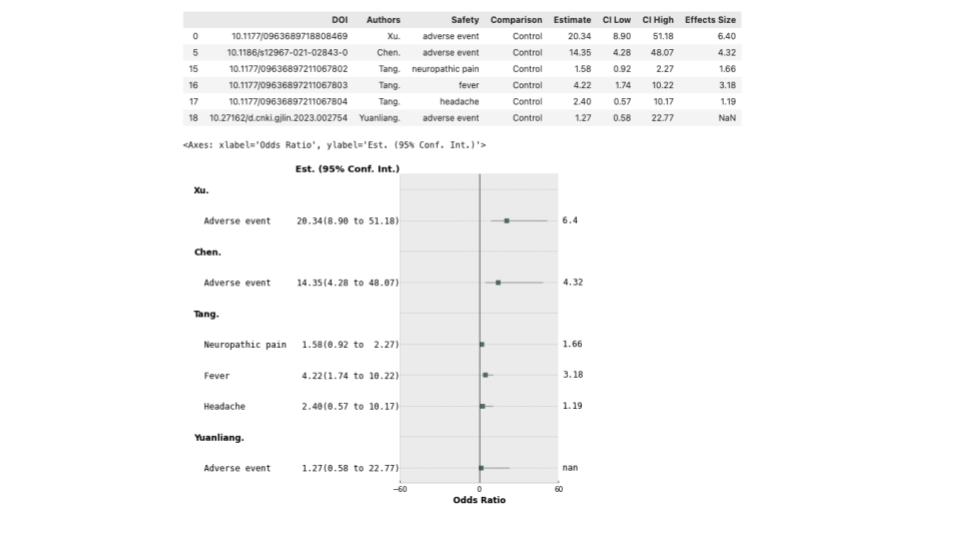 DOI Authors Safety Comparison Estimate CI Low CI High Effects Size
0 10.1177/0963689718808469 Xu. adverse event Control 20.34 8.90 51.18 6.40
5 10.1186/s12967-021-02843-0 Chen. adverse event Control 14.35 4.28 48.07 4.32
15 10.1177/09636897211067802 Tang. neuropathic pain Control 1.58 0.92 2.27 1.66
16 10.1177/09636897211067803 Tang. fever Control 4.22 1.74 10.22 3.18
17 10.1177/09636897211067804 Tang. headache Control 2.40 0.57 10.17 1.19
18 10.27162/d.cnki.gjlin.2023.002754 Yuanliang. adverse event Control 1.27 0.58 22.77 NaN
<Axes: xlabel='Odds Ratio', ylabel='Est. (95% Conf. Int.)'>
Est. (95% Conf. Int.)
Xu.
Adverse event 20.34(8.90 to 51.18) 6.4
Chen.
Adverse event 14.35(4.28 to 48.07) 4.32
Tang.
Neuropathic pain 1.58(0.92 to 2.27) 1.66
Fever 4.22(1.74 to 10.22) 3.18
Headache 2.40(0.57 to 10.17) 1.19
Yuanliang.
Adverse event 1.27(0.58 to 22.77) nan
−60 0 60
Odds Ratio